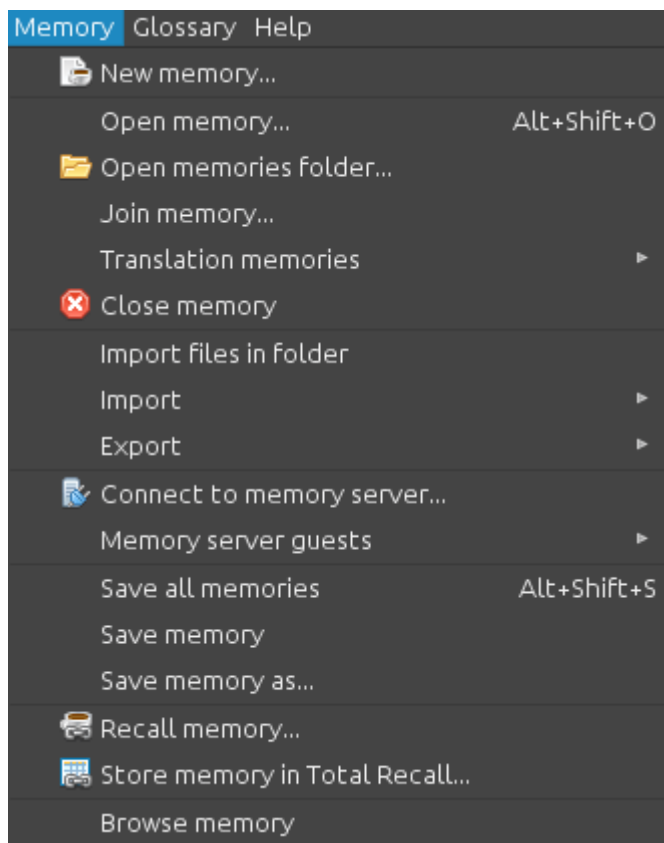 Memory Glossary Help
New memory...
Open memory... Alt+Shift+O
Open memories folder...
Join memory...
Translation memories
Close memory
Import files in folder
Import
Export
Connect to memory server...
Memory server guests
Save all memories Alt+Shift+S
Save memory
Save memory as...
Recall memory...
Store memory in Total Recall...
Browse memory